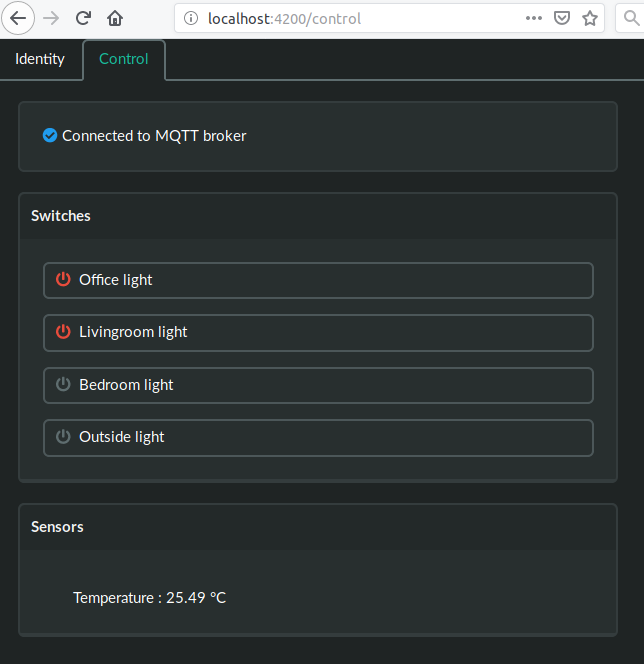 localhost:4200/control
Identity
Control
Connected to MQTT broker
Switches
Office light
Livingroom light
Bedroom light
Outside light
Sensors
Temperature : 25.49 °C